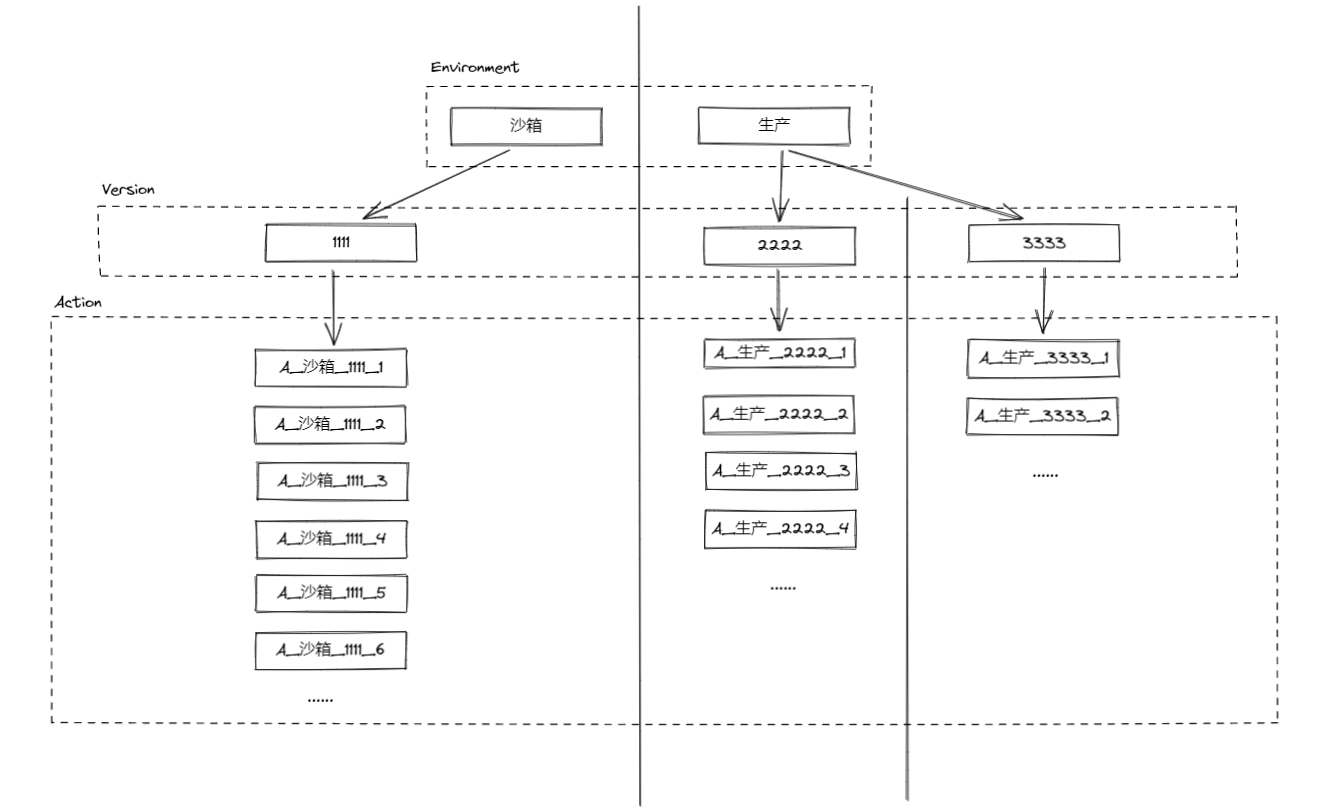 Environment
沙箱
生产
Version
1111
2222
3333
Action
A_沙箱_1111_1
A_沙箱_1111_2
A_沙箱_1111_3
A_沙箱_1111_4
A_沙箱_1111_5
A_沙箱_1111_6
......
A_生产_2222_1
A_生产_2222_2
A_生产_2222_3
A_生产_2222_4
......
A_生产_3333_1
A_生产_3333_2
......